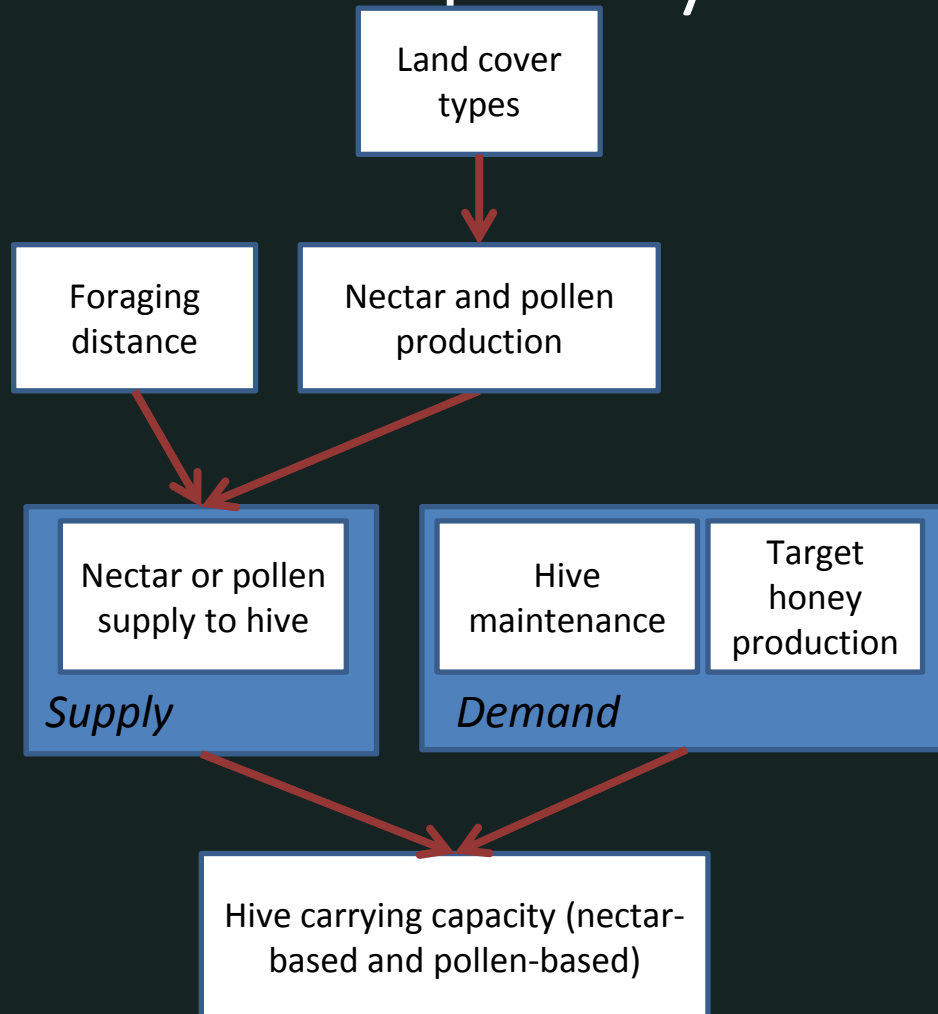 Land cover
types
Foraging
distance
Nectar and pollen
production
Nectar or pollen
supply to hive
Supply
Hive
maintenance
Target
honey
production
Demand
Hive carrying capacity (nectar-
based and pollen-based)